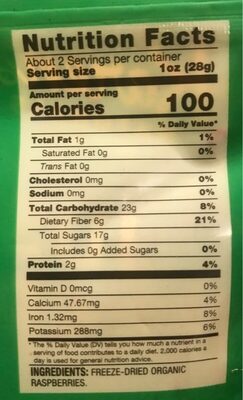 Nutrition Facts
About 2 Servings per container
Serving size 1oz (28g)
Amount per serving
Calories 100
% Daily Value*
Total Fat 1g 1%
Saturated Fat 0g 0%
Trans Fat 0g
Cholesterol 0mg 0%
Sodium 0mg 0%
Total Carbohydrate 23g 8%
Dietary Fiber 6g 21%
Total Sugars 17g
Includes 0g Added Sugars 0%
Protein 2g 4%
Vitamin D 0mcg 0%
Calcium 47.67mg 4%
Iron 1.32mg 8%
Potassium 288mg 6%
*The % Daily Value (DV) tells you how much a nutrient in a
serving of food contributes to a daily diet. 2,000 calories a
day is used for general nutrition advice.
INGREDIENTS: FREEZE-DRIED ORGANIC
RASPBERRIES.